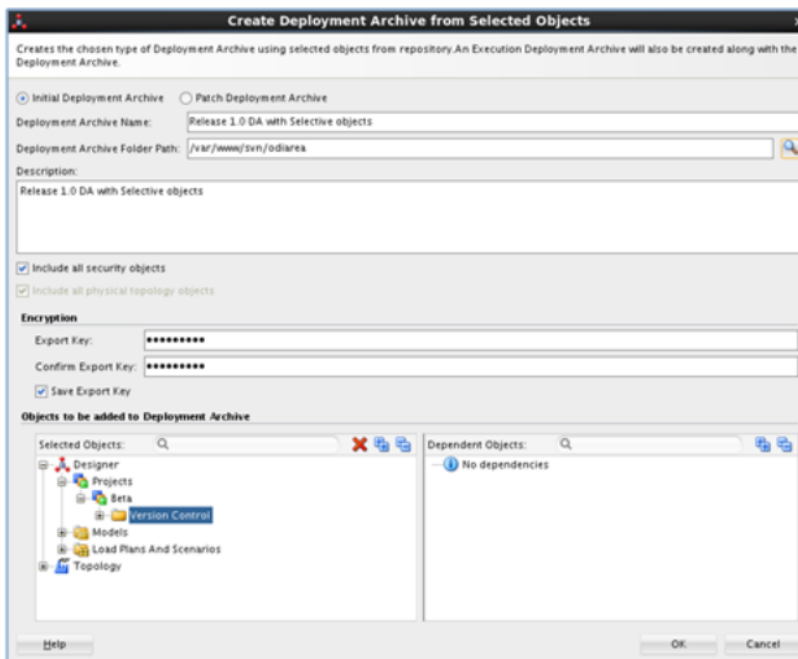 Create Deployment Archive from Selected Objects
Creates the chosen type of Deployment Archive using selected objects from repository.An Execution Deployment Archive will also be created along with the
Deployment Archive.
Initial Deployment Archive Patch Deployment Archive
Deployment Archive Name: Release 1.0 DA with Selective objects
Deployment Archive Folder Path: /var/www/svn/odiarea
Description:
Release 1.0 DA with Selective objects
Include all security objects
Include all physical topology objects
Encryption
Export Key: •••••••••
Confirm Export Key: •••••••••
Save Export Key
Objects to be added to Deployment Archive
Selected Objects: Dependent Objects:
Designer No dependencies
Projects
Beta
Version Control
Models
Load Plans And Scenarios
Topology
Help OK Cancel